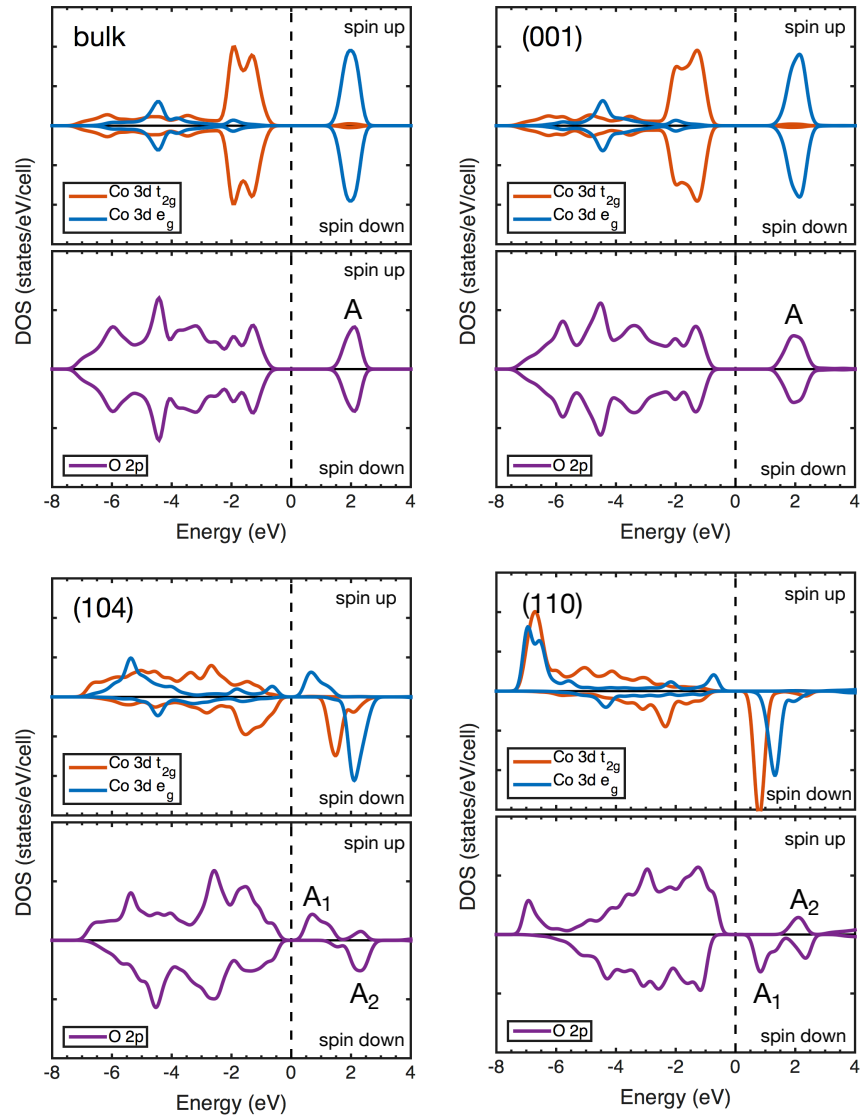 bulk
spin up
Co 3d t2g
Co 3d eg
spin down
spin up
A
O 2p
spin down
-8 -6 -4 -2 0 2 4
Energy (eV)
DOS (states/eV/cell)
(001)
spin up
Co 3d t2g
Co 3d eg
spin down
spin up
A
O 2p
spin down
-8 -6 -4 -2 0 2 4
Energy (eV)
DOS (states/eV/cell)
(104)
spin up
Co 3d t2g
Co 3d eg
spin down
spin up
A1
A2
O 2p
spin down
-8 -6 -4 -2 0 2 4
Energy (eV)
DOS (states/eV/cell)
(110)
spin up
Co 3d t2g
Co 3d eg
spin down
spin up
A2
A1
O 2p
spin down
-8 -6 -4 -2 0 2 4
Energy (eV)
DOS (states/eV/cell)